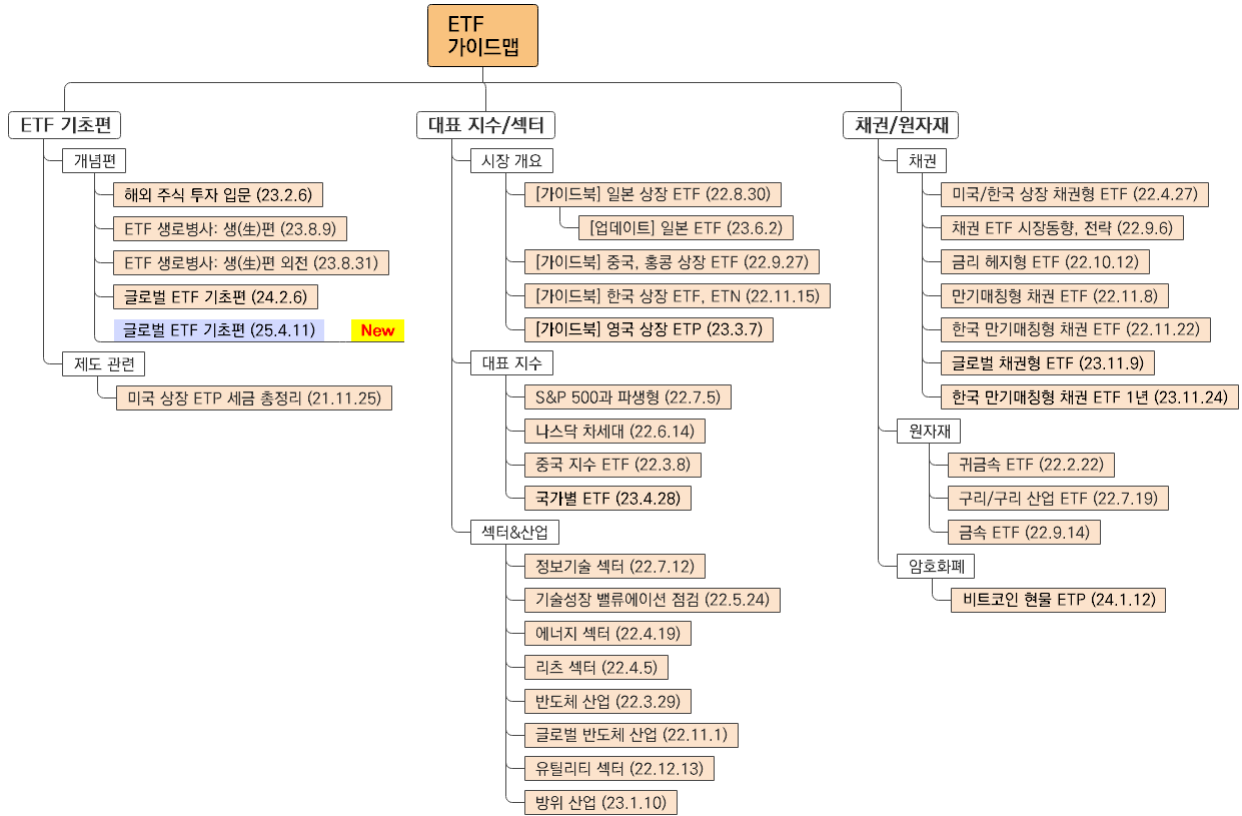 ETF
가이드맵
ETF 기초편
개념편
해외 주식 투자 입문 (23.2.6)
ETF 생로병사: 생(生)편 (23.8.9)
ETF 생로병사: 생(生)편 외전 (23.8.31)
글로벌 ETF 기초편 (24.2.6)
글로벌 ETF 기초편 (25.4.11) New
제도 관련
미국 상장 ETP 세금 총정리 (21.11.25)
대표 지수/섹터
시장 개요
[가이드북] 일본 상장 ETF (22.8.30)
[업데이트] 일본 ETF (23.6.2)
[가이드북] 중국, 홍콩 상장 ETF (22.9.27)
[가이드북] 한국 상장 ETF, ETN (22.11.15)
[가이드북] 영국 상장 ETP (23.3.7)
대표 지수
S&P 500과 파생형 (22.7.5)
나스닥 차세대 (22.6.14)
중국 지수 ETF (22.3.8)
국가별 ETF (23.4.28)
섹터&산업
정보기술 섹터 (22.7.12)
기술성장 밸류에이션 점검 (22.5.24)
에너지 섹터 (22.4.19)
리츠 섹터 (22.4.5)
반도체 산업 (22.3.29)
글로벌 반도체 산업 (22.11.1)
유틸리티 섹터 (22.12.13)
방위 산업 (23.1.10)
채권/원자재
채권
미국/한국 상장 채권형 ETF (22.4.27)
채권 ETF 시장동향, 전략 (22.9.6)
금리 헤지형 ETF (22.10.12)
만기매칭형 채권 ETF (22.11.8)
한국 만기매칭형 채권 ETF (22.11.22)
글로벌 채권형 ETF (23.11.9)
한국 만기매칭형 채권 ETF 1년 (23.11.24)
원자재
귀금속 ETF (22.2.22)
구리/구리 산업 ETF (22.7.19)
금속 ETF (22.9.14)
암호화폐
비트코인 현물 ETP (24.1.12)